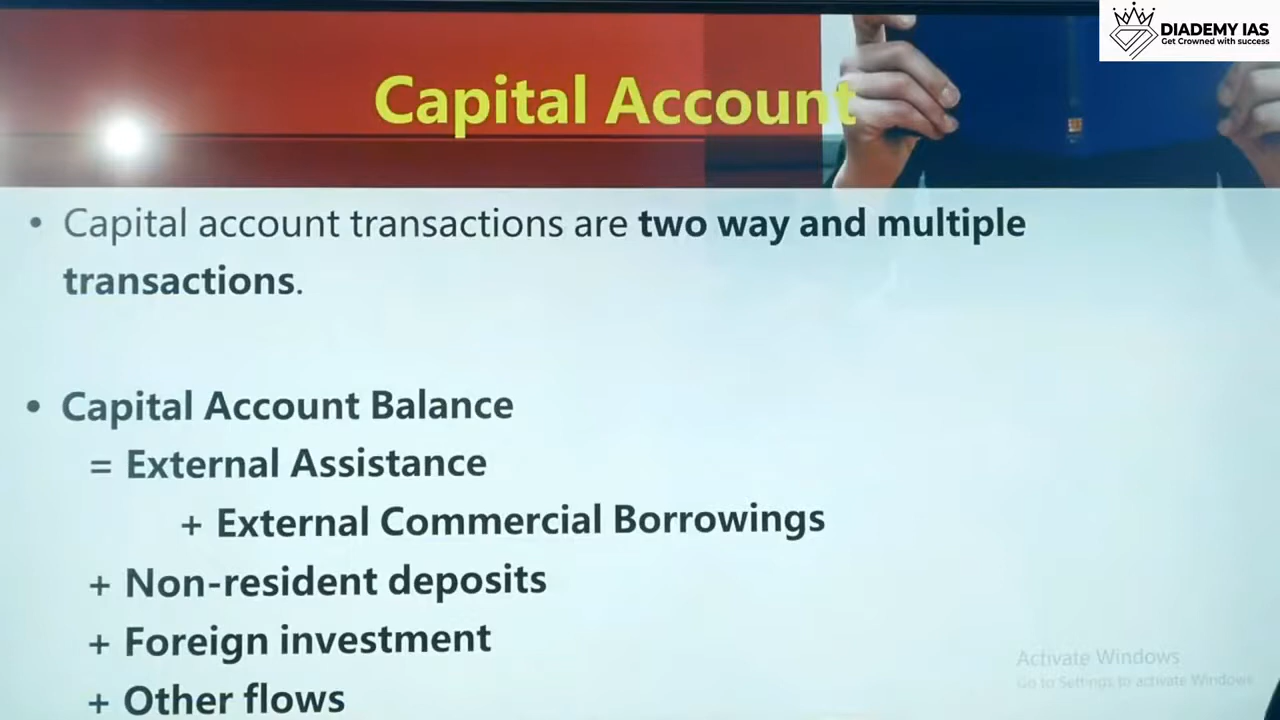 DIADEMY IAS
Get Crowned with success
Capital Account
• Capital account transactions are two way and multiple
transactions.
• Capital Account Balance
= External Assistance
+ External Commercial Borrowings
+ Non-resident deposits
+ Foreign investment
+ Other flows
Activate Windows
Go to Settings to activate Windows.